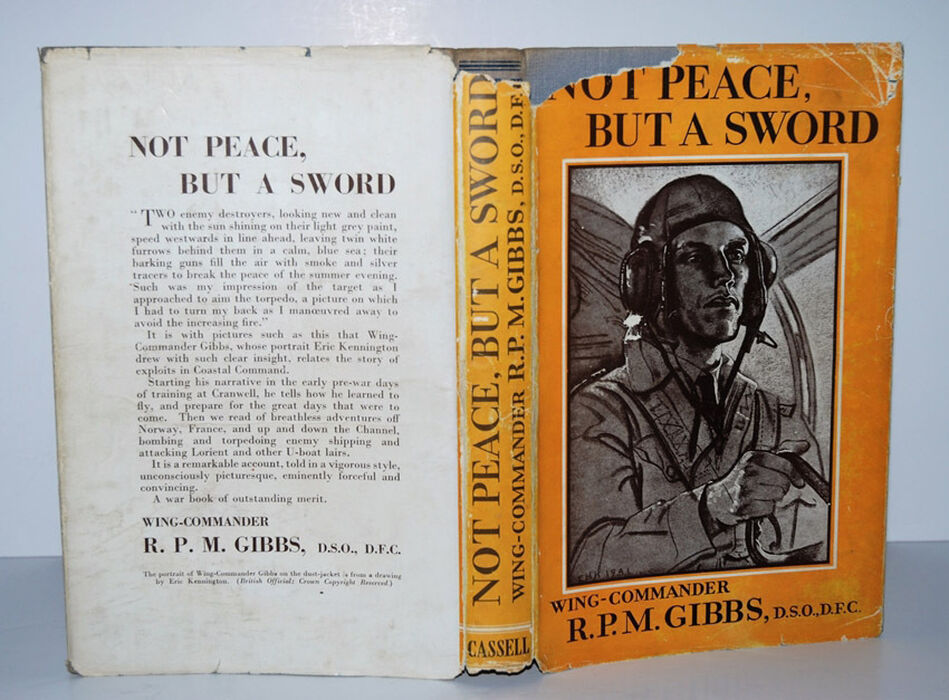 NOT PEACE,
BUT A SWORD
"TWO enemy destroyers, looking new and clean
with the sun shining on their light grey paint,
speed westwards in line ahead, leaving twin white
furrows behind them in a calm, blue sea; their
barking guns fill the air with smoke and silver
tracers to break the peace of the summer evening.
'Such was my impression of the target as I
approached to aim the torpedo, a picture on which
I had to turn my back as I manœuvred away to
avoid the increasing fire."
It is with pictures such as this that Wing-
Commander Gibbs, whose portrait Eric Kennington
drew with such clear insight, relates the story of
exploits in Coastal Command.
Starting his narrative in the early pre-war days
of training at Cranwell, he tells how he learned to
fly, and prepare for the great days that were to
come. Then we read of breathless adventures off
Norway, France, and up and down the Channel,
bombing and torpedoing enemy shipping and
attacking Lorient and other U-boat lairs.
It is a remarkable account, told in a vigorous style,
unconsciously picturesque, eminently forceful and
convincing.
A war book of outstanding merit.
WING-COMMANDER
R. P. M. GIBBS, D.S.O., D.F.C.
The portrait of Wing-Commander Gibbs on the dust-jacket is from a drawing
by Eric Kennington. (British Official: Crown Copyright Reserved.)
NOT PEACE, BUT A SWORD
WING-COMMANDER R.P.M. GIBBS, D.S.O., D.F.
CASSELL
NOT PEACE,
BUT A SWORD
EHK 1941
WING-COMMANDER
R.P.M. GIBBS, D.S.O., D.F.C.